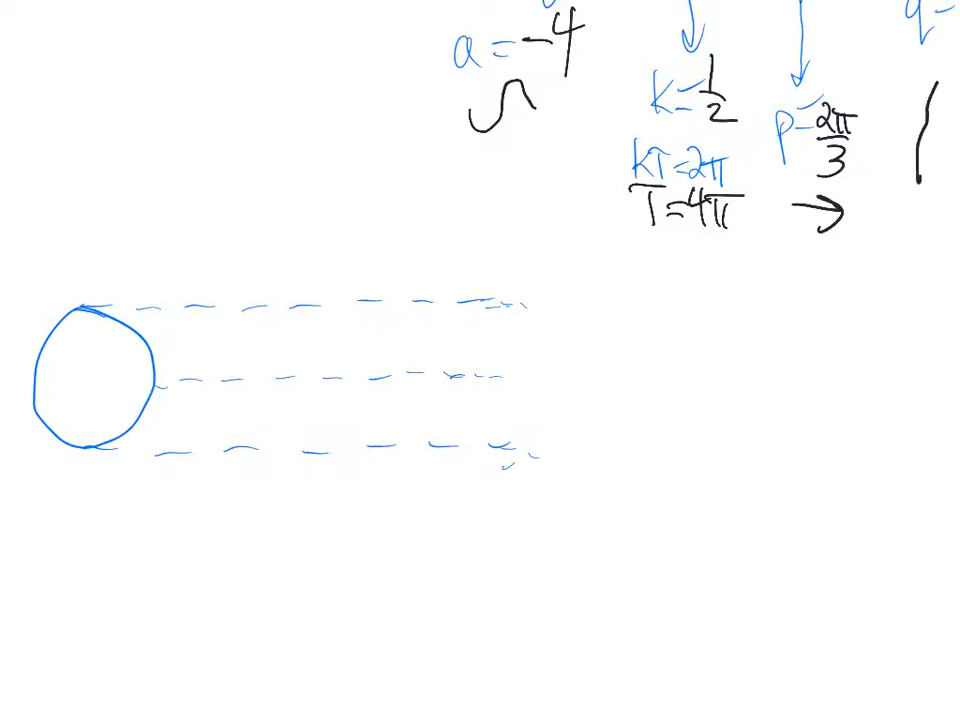 a = -4
k = 1/2
p = 2π/3
q =
kT = 2π
T = 4π